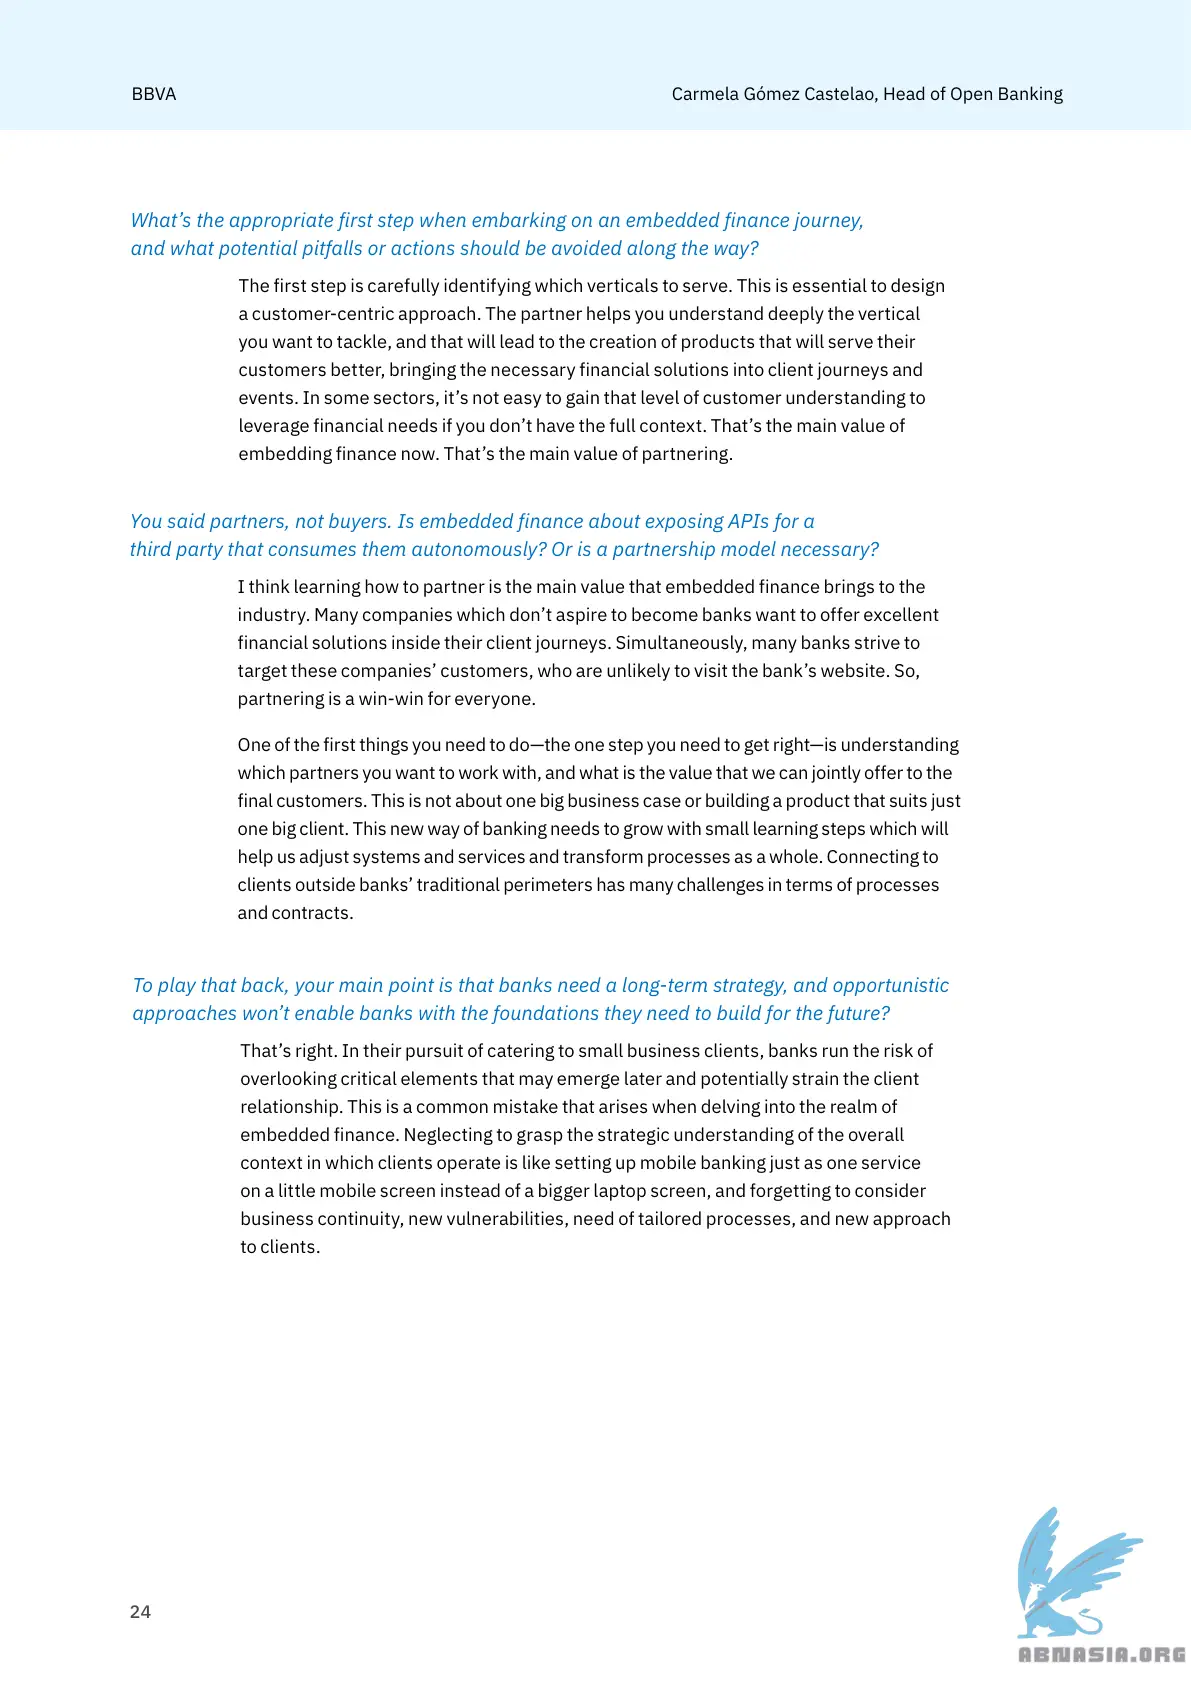 BBVA
Carmela Gómez Castelao, Head of Open Banking
What’s the appropriate first step when embarking on an embedded finance journey,
and what potential pitfalls or actions should be avoided along the way?
The first step is carefully identifying which verticals to serve. This is essential to design
a customer-centric approach. The partner helps you understand deeply the vertical
you want to tackle, and that will lead to the creation of products that will serve their
customers better, bringing the necessary financial solutions into client journeys and
events. In some sectors, it’s not easy to gain that level of customer understanding to
leverage financial needs if you don’t have the full context. That’s the main value of
embedding finance now. That’s the main value of partnering.
You said partners, not buyers. Is embedded finance about exposing APIs for a
third party that consumes them autonomously? Or is a partnership model necessary?
I think learning how to partner is the main value that embedded finance brings to the
industry. Many companies which don’t aspire to become banks want to offer excellent
financial solutions inside their client journeys. Simultaneously, many banks strive to
target these companies’ customers, who are unlikely to visit the bank’s website. So,
partnering is a win-win for everyone.
One of the first things you need to do—the one step you need to get right—is understanding
which partners you want to work with, and what is the value that we can jointly offer to the
final customers. This is not about one big business case or building a product that suits just
one big client. This new way of banking needs to grow with small learning steps which will
help us adjust systems and services and transform processes as a whole. Connecting to
clients outside banks’ traditional perimeters has many challenges in terms of processes
and contracts.
To play that back, your main point is that banks need a long-term strategy, and opportunistic
approaches won’t enable banks with the foundations they need to build for the future?
That’s right. In their pursuit of catering to small business clients, banks run the risk of
overlooking critical elements that may emerge later and potentially strain the client
relationship. This is a common mistake that arises when delving into the realm of
embedded finance. Neglecting to grasp the strategic understanding of the overall
context in which clients operate is like setting up mobile banking just as one service
on a little mobile screen instead of a bigger laptop screen, and forgetting to consider
business continuity, new vulnerabilities, need of tailored processes, and new approach
to clients.
24
ABNASIA.ORG